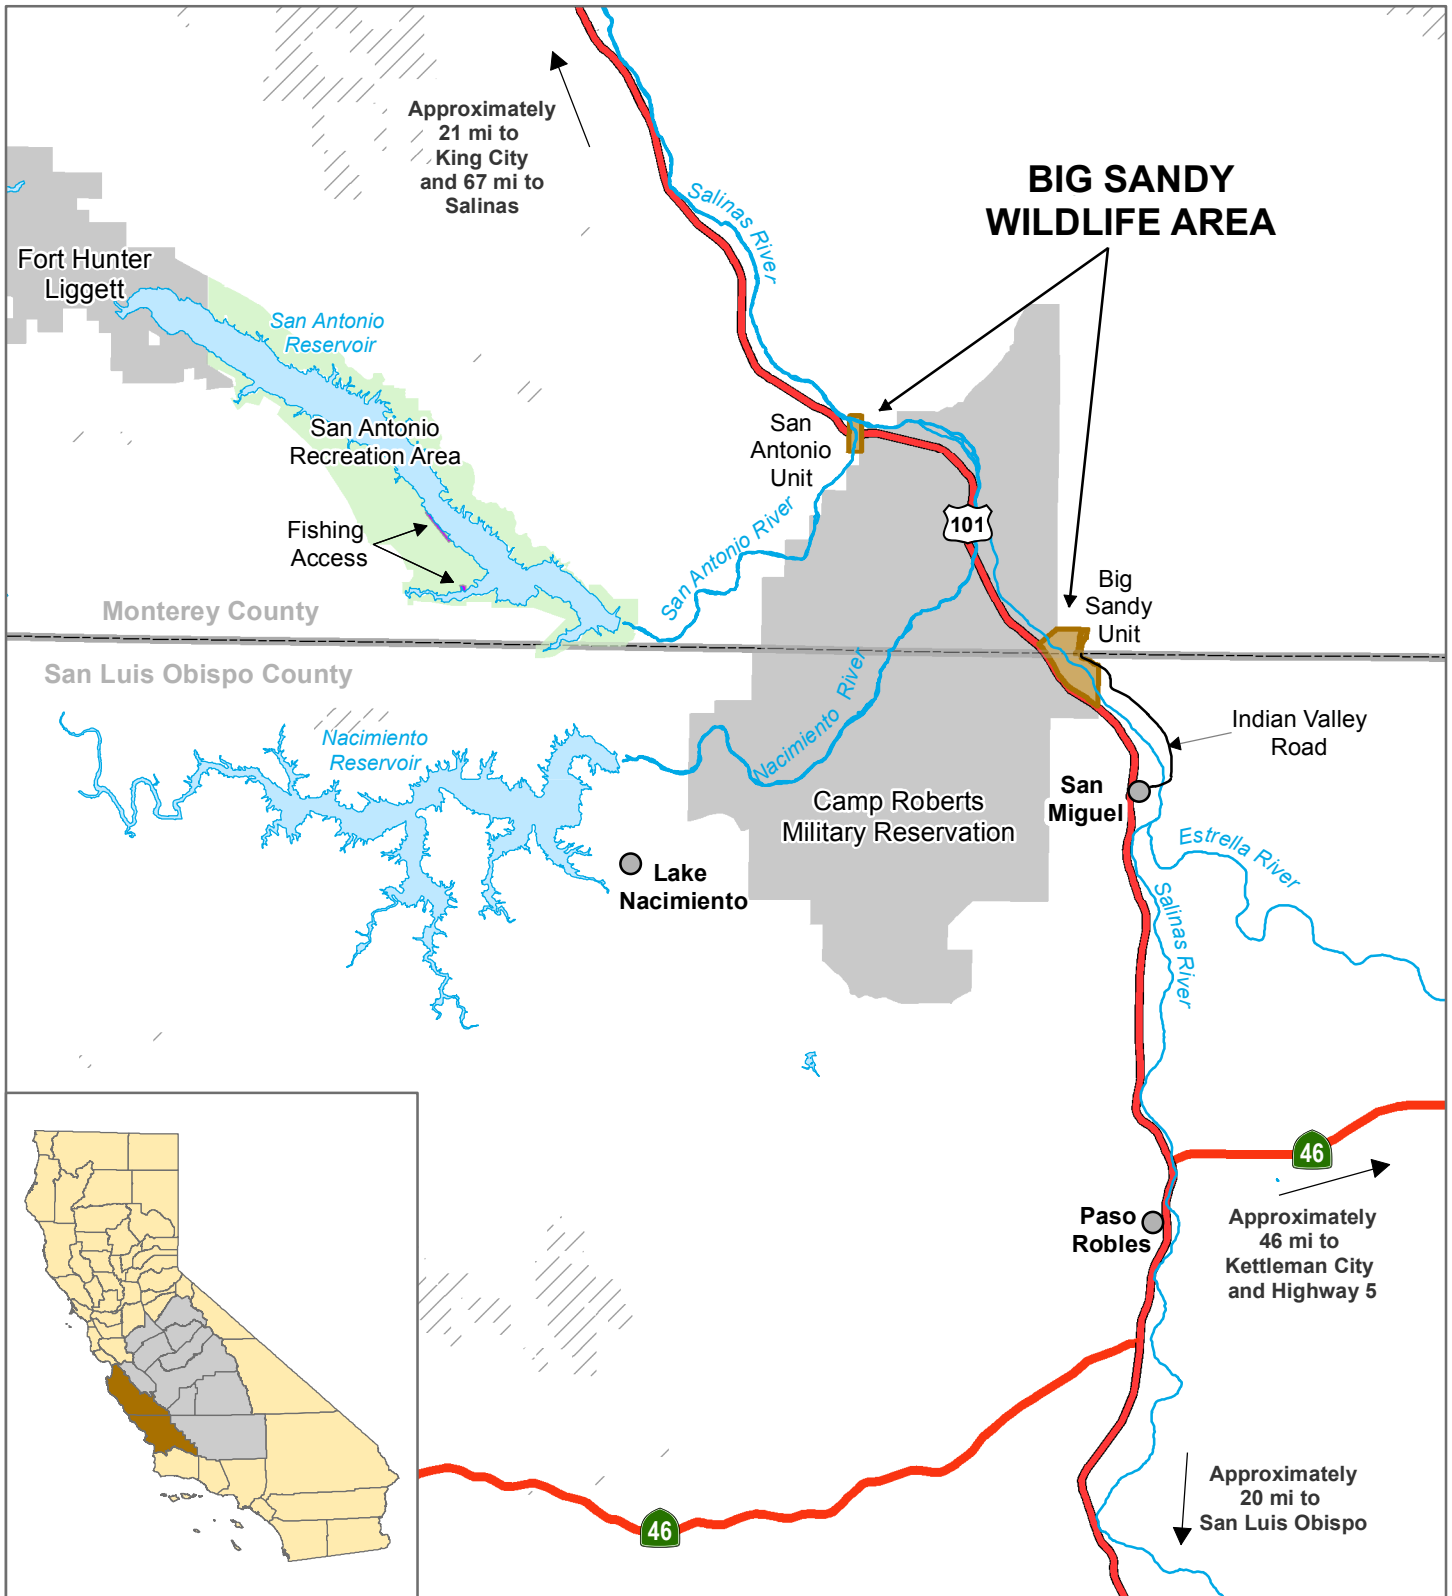 Approximately
21 mi to
King City
and 67 mi to
Salinas
BIG SANDY
WILDLIFE AREA
Salinas River
Fort Hunter
Liggett
San Antonio
Reservoir
San Antonio
Recreation Area
San
Antonio
Unit
101
Fishing
Access
San Antonio River
Big
Sandy
Unit
Monterey County
San Luis Obispo County
Nacimiento River
Indian Valley
Road
Nacimiento
Reservoir
San
Miguel
Camp Roberts
Military Reservation
Estrella River
Lake
Nacimiento
Salinas River
46
Paso
Robles
Approximately
46 mi to
Kettleman City
and Highway 5
Approximately
20 mi to
San Luis Obispo
46